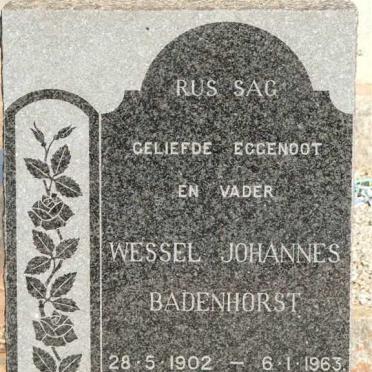 RUS SAG
GELIEFDE EGGENOOT
EN VADER
WESSEL JOHANNES
BADENHORST
28·5·1902 – 6·1·1963